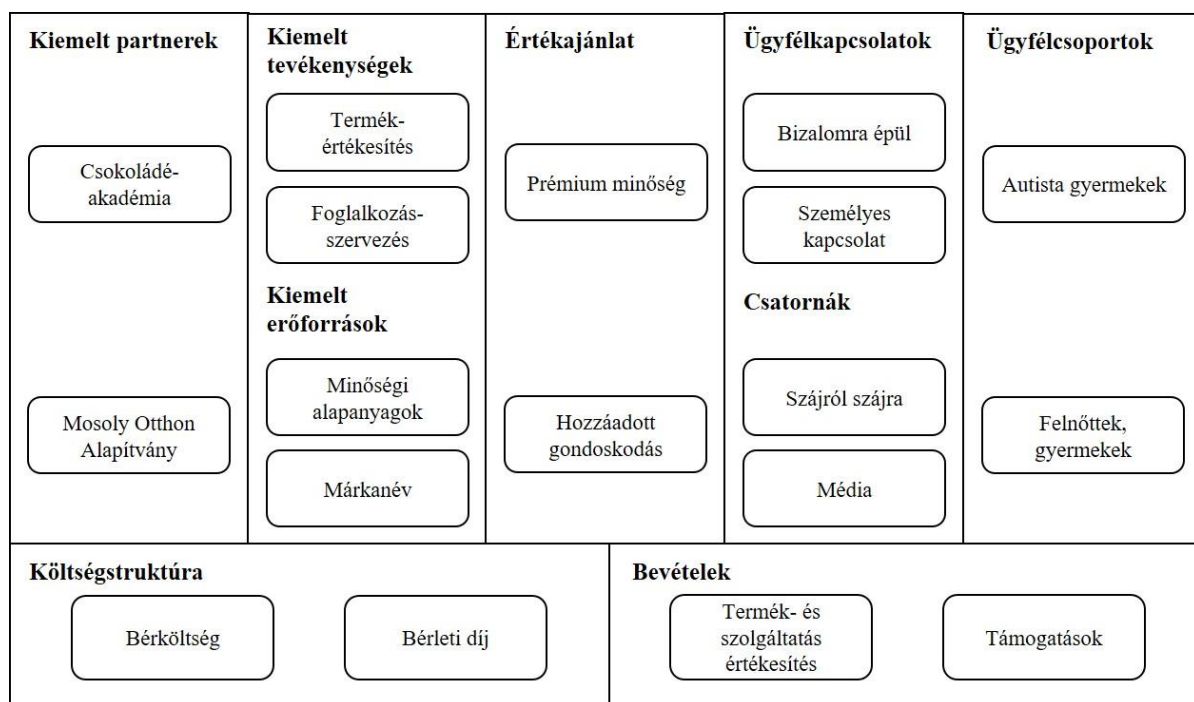 Kiemelt partnerek
Csokoládé-
akadémia
Mosoly Otthon
Alapítvány
Kiemelt
tevékenységek
Termék-
értékesítés
Foglalkozás-
szervezés
Kiemelt
erőforrások
Minőségi
alapanyagok
Márkanév
Értékajánlat
Prémium minőség
Hozzáadott
gondoskodás
Ügyfélkapcsolatok
Bizalomra épül
Személyes
kapcsolat
Csatornák
Szájról szájra
Média
Ügyfélcsoportok
Autista gyermekek
Felnőttek,
gyermekek
Költségstruktúra
Bérköltség
Bérleti díj
Bevételek
Termék- és
szolgáltatás
értékesítés
Támogatások